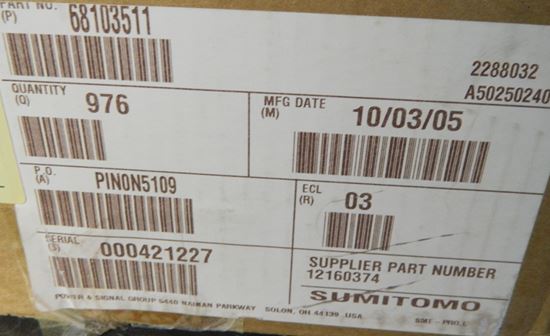 PART NO. 68103511
(P)
2288032
A50250240
QUANTITY 976
(Q)
MFG DATE 10/03/05
(M)
P.O. PIN0N5109
(A)
ECL 03
(R)
SERIAL 000421227
(S)
SUPPLIER PART NUMBER
12160374
SUMITOMO
POWER & SIGNAL GROUP 6440 NAIMAN PARKWAY SOLON, OH 44139 USA